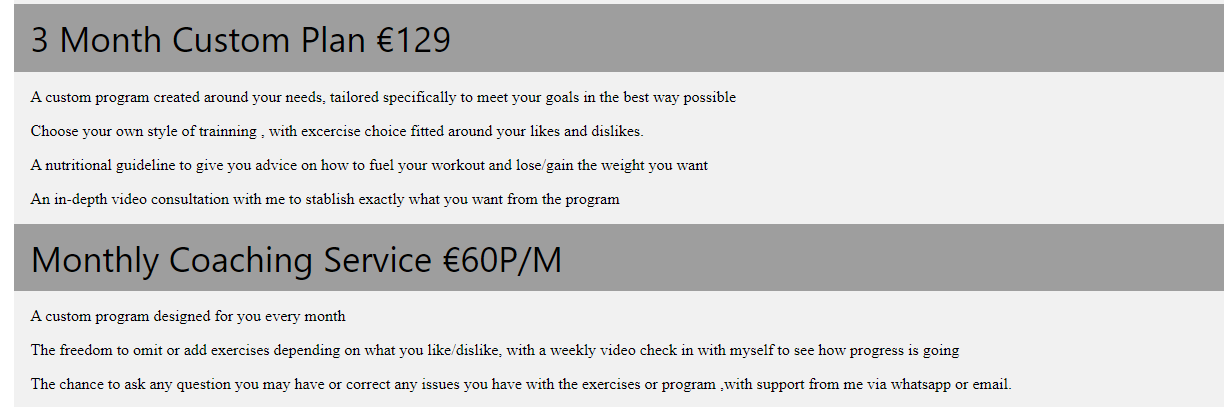 3 Month Custom Plan €129
A custom program created around your needs, tailored specifically to meet your goals in the best way possible
Choose your own style of trainning , with excercise choice fitted around your likes and dislikes.
A nutritional guideline to give you advice on how to fuel your workout and lose/gain the weight you want
An in-depth video consultation with me to stablish exactly what you want from the program
Monthly Coaching Service €60P/M
A custom program designed for you every month
The freedom to omit or add exercises depending on what you like/dislike, with a weekly video check in with myself to see how progress is going
The chance to ask any question you may have or correct any issues you have with the exercises or program ,with support from me via whatsapp or email.